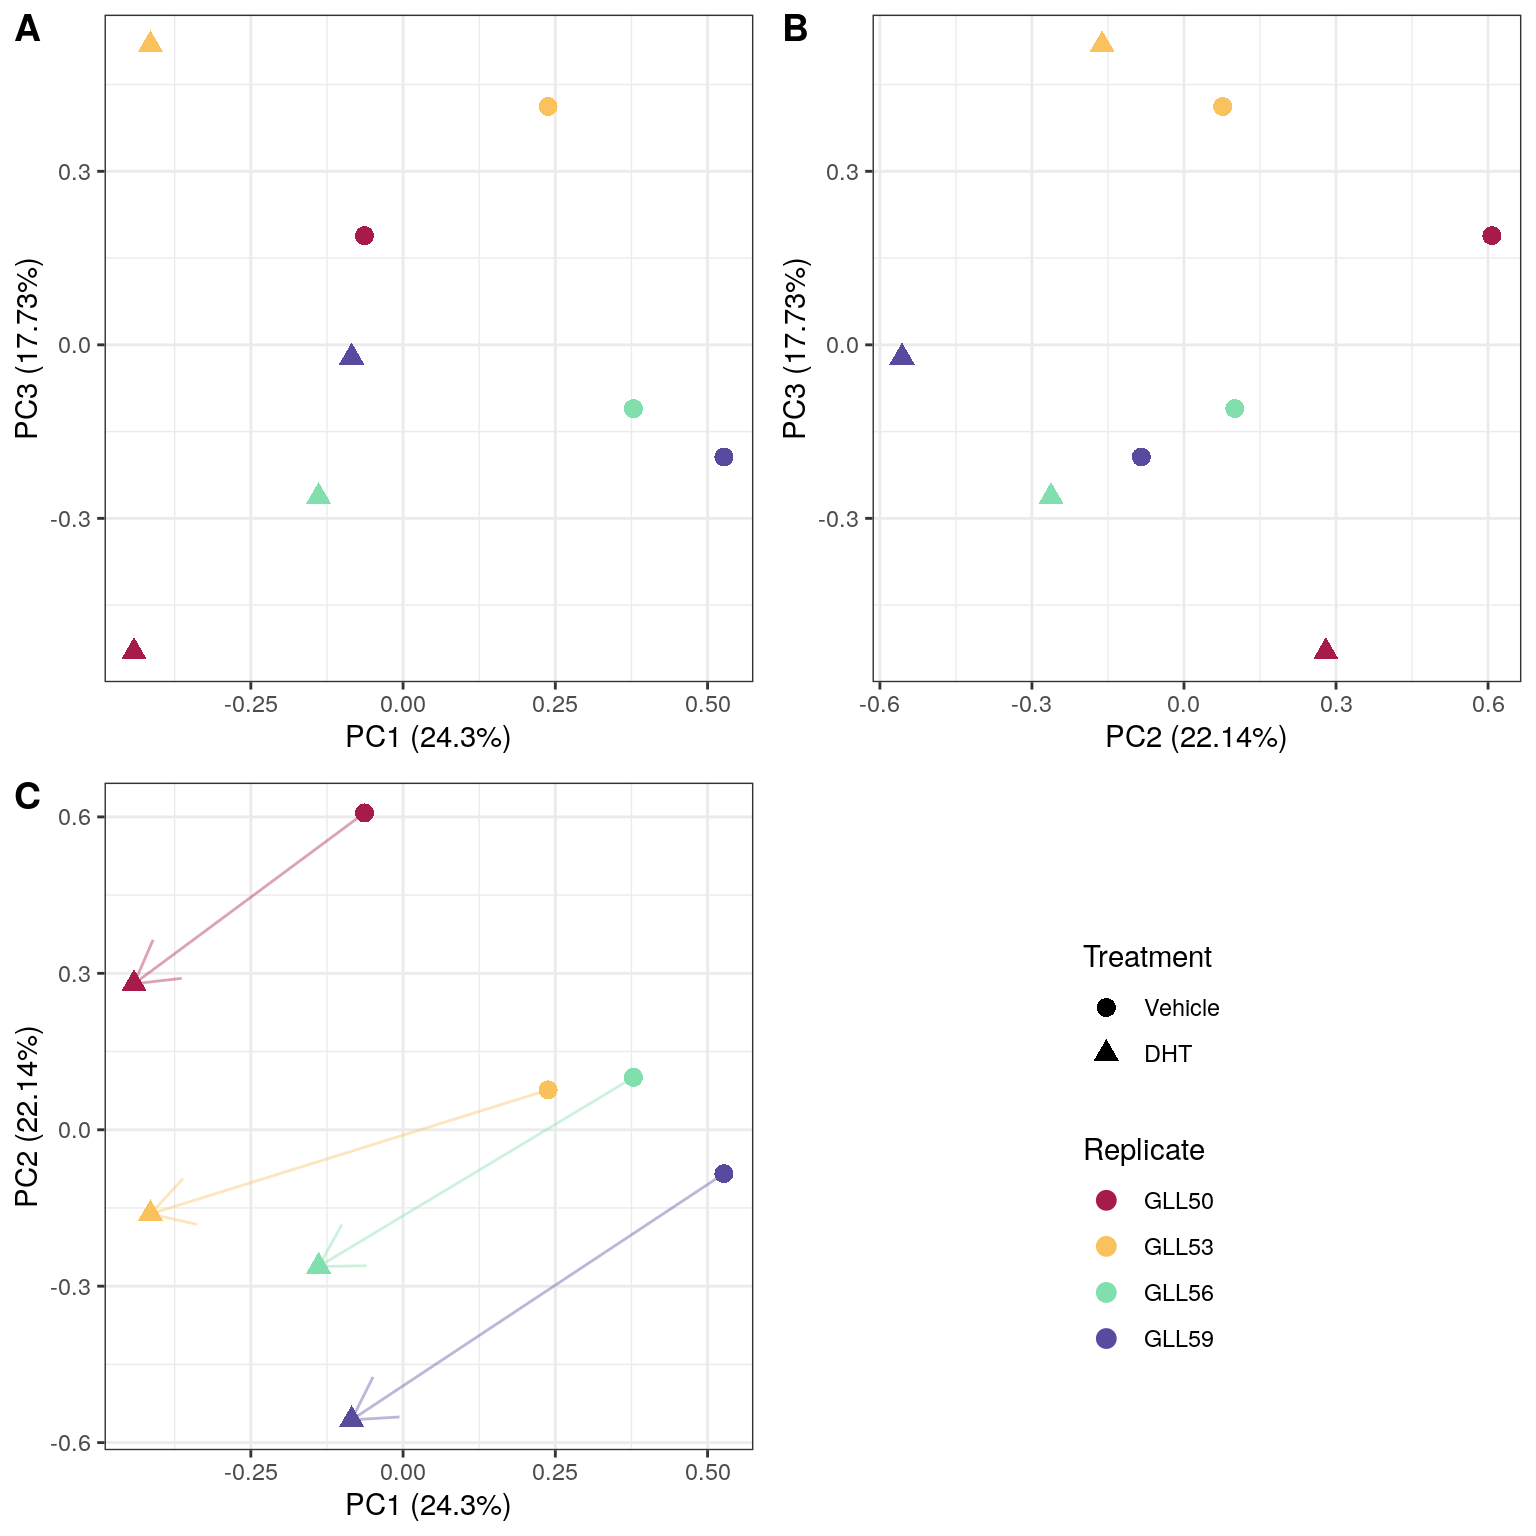 A
PC3 (17.73%)
0.3
0.0
-0.3
-0.25 0.00 0.25 0.50
PC1 (24.3%)
B
PC3 (17.73%)
0.3
0.0
-0.3
-0.6 -0.3 0.0 0.3 0.6
PC2 (22.14%)
C
PC2 (22.14%)
0.6
0.3
0.0
-0.3
-0.6
-0.25 0.00 0.25 0.50
PC1 (24.3%)
Treatment
Vehicle
DHT
Replicate
GLL50
GLL53
GLL56
GLL59